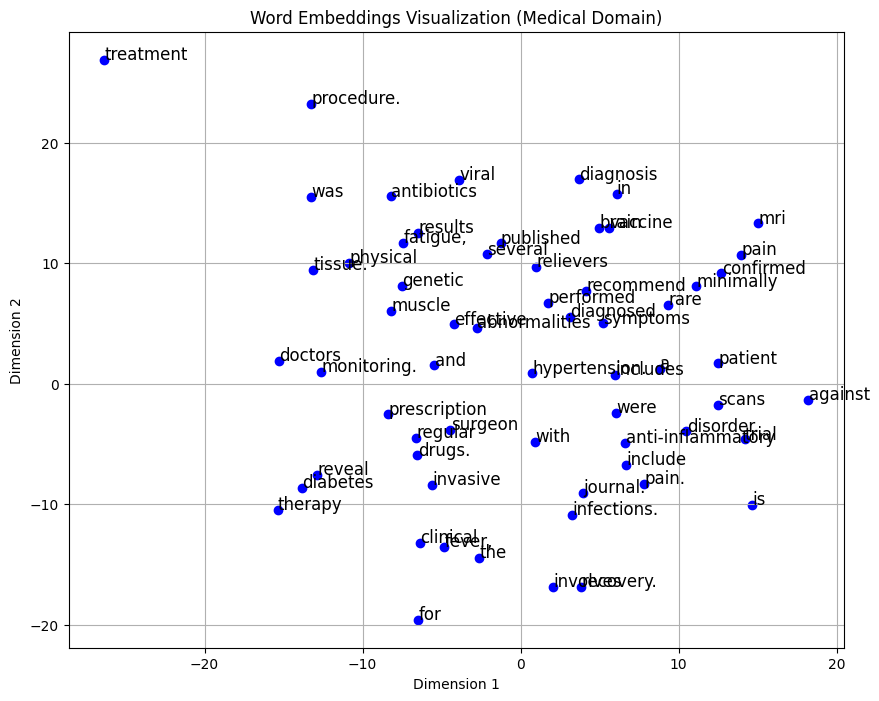 Word Embeddings Visualization (Medical Domain)
treatment
procedure.
20
viral
diagnosis
was
antibiotics
in
results
brain
vaccine
mri
fatigue,
published
several
pain
10
tissue.
physical
relievers
confirmed
genetic
recommend
minimally
muscle
performed
rare
effective
abnormalities
diagnosed
symptoms
Dimension 2
doctors
monitoring.
and
hypertension.
includes
a
patient
0
prescription
were
scans
against
regular
surgeon
with
anti-inflammatory
disorder.
trial
drugs.
include
reveal
diabetes
invasive
journal.
pain.
-10
therapy
infections.
is
clinical
fever,
the
involves
recovery.
for
−20
−20
−10
0
10
20
Dimension 1